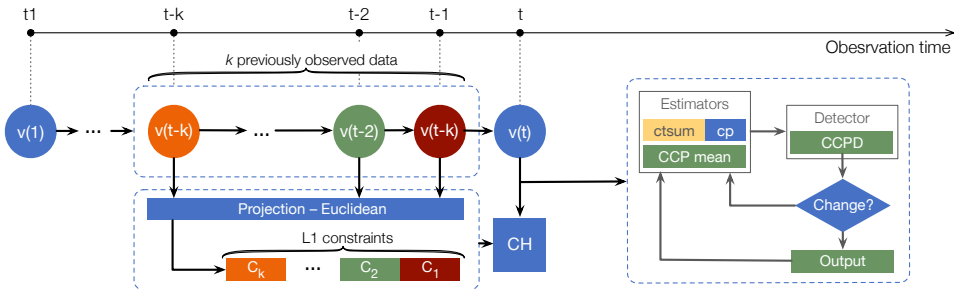 t1
t-k
t-2
t-1
t
Obesrvation time
k previously observed data
v(1)
...
v(t-k)
...
v(t-2)
v(t-k)
v(t)
Projection – Euclidean
L1 constraints
Ck
...
C2
C1
CH
Estimators
ctsum
cp
CCP mean
Detector
CCPD
Change?
Output